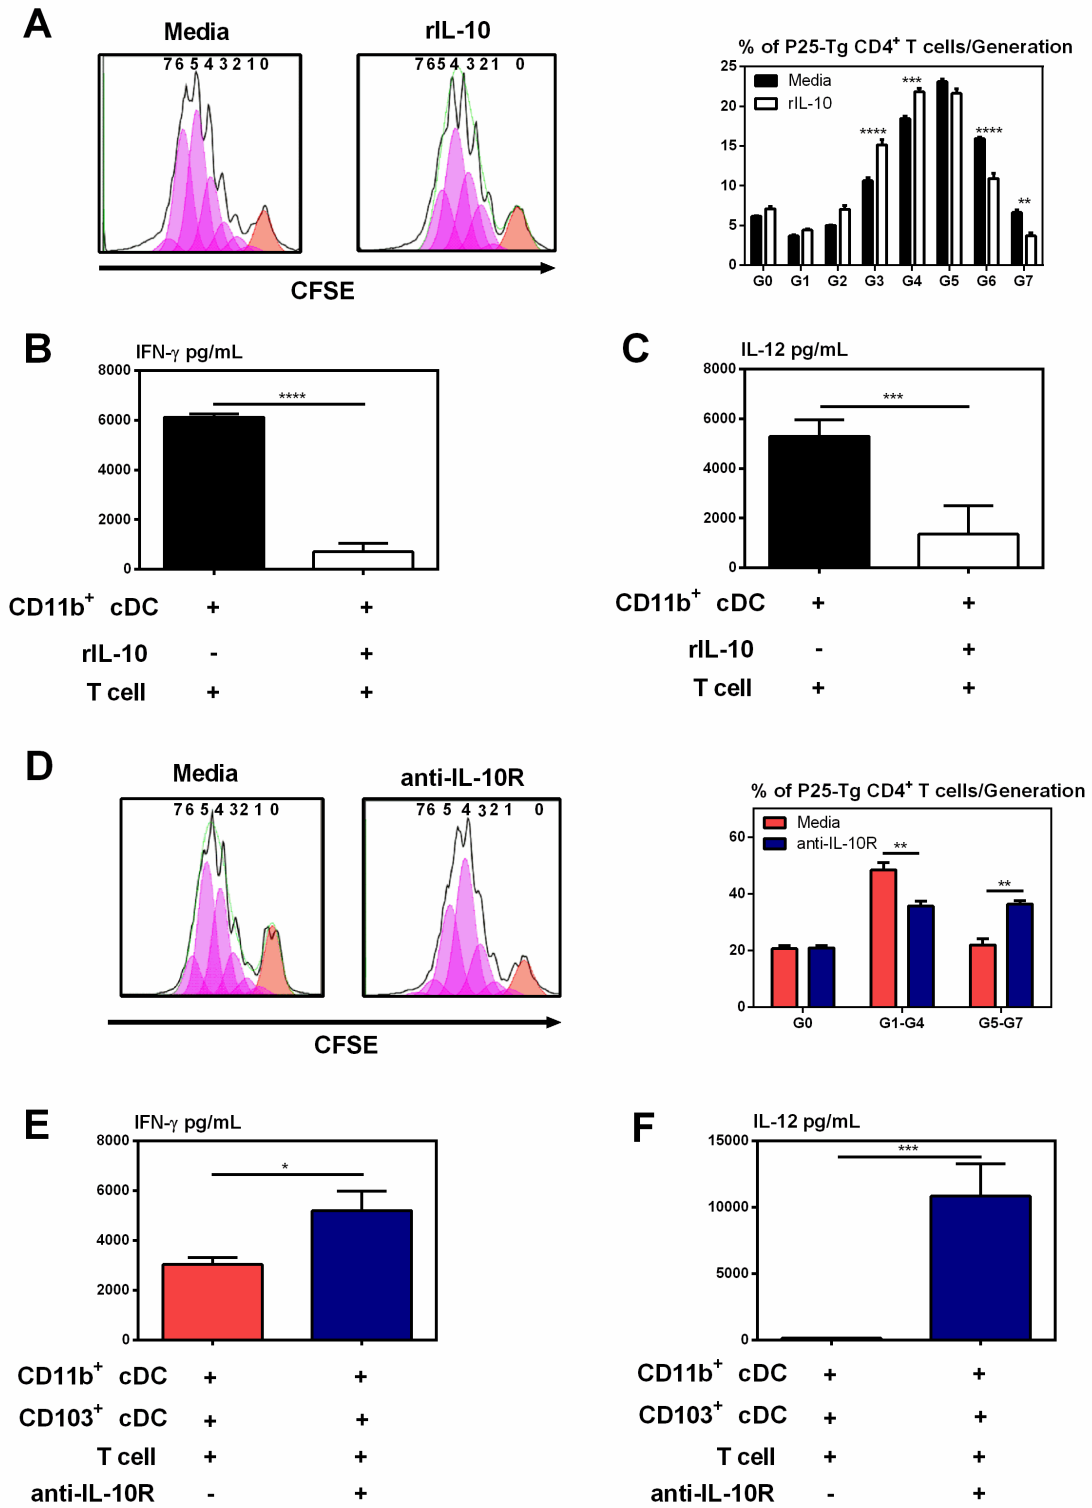 A
Media
rIL-10
7 6 5 4 3 2 1 0
7 6 5 4 3 2 1 0
CFSE
% of P25-Tg CD4+ T cells/Generation
Media
rIL-10
25
20
15
10
5
0
****
***
****
**
G0 G1 G2 G3 G4 G5 G6 G7
B
IFN-γ pg/mL
8000
6000
4000
2000
0
****
CD11b+ cDC + +
rIL-10 - +
T cell + +
C
IL-12 pg/mL
8000
6000
4000
2000
0
***
CD11b+ cDC + +
rIL-10 - +
T cell + +
D
Media
anti-IL-10R
7 6 5 4 3 2 1 0
7 6 5 4 3 2 1 0
CFSE
% of P25-Tg CD4+ T cells/Generation
Media
anti-IL-10R
60
40
20
0
**
**
G0 G1-G4 G5-G7
E
IFN-γ pg/mL
8000
6000
4000
2000
0
*
CD11b+ cDC + +
CD103+ cDC + +
T cell + +
anti-IL-10R - +
F
IL-12 pg/mL
15000
10000
5000
0
***
CD11b+ cDC + +
CD103+ cDC + +
T cell + +
anti-IL-10R - +